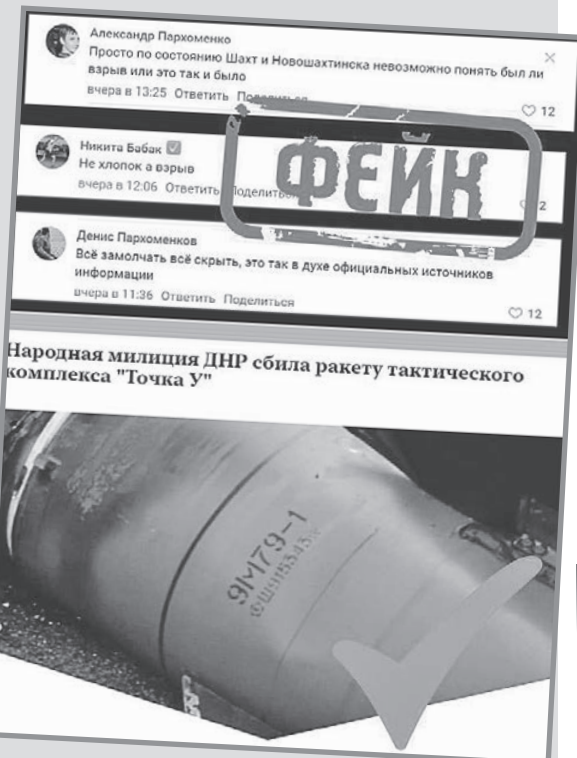 Александр Пархоменко
Просто по состоянию Шахт и Новошахтинска невозможно понять был ли
взрыв или это так и было
вчера в 13:25 Ответить Поделиться
12
ФЕЙК
Никита Бабак
Не хлопок а взрыв
вчера в 12:06 Ответить Поделиться
2
Денис Пархоменков
Всё замолчать всё скрыть, это так в духе официальных источников
информации
вчера в 11:36 Ответить Поделиться
12
Народная милиция ДНР сбила ракету тактического
комплекса "Точка У"
9М79-1